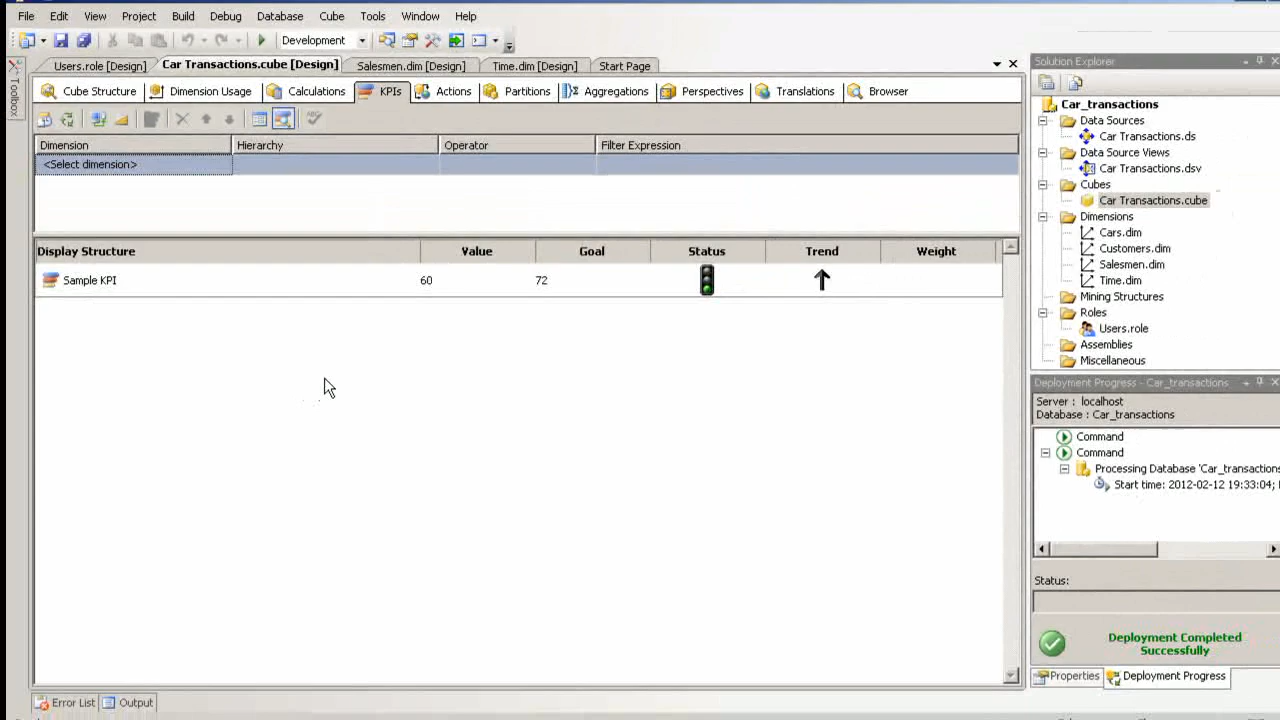 File Edit View Project Build Debug Database Cube Tools Window Help
Development
Users.role [Design] Car Transactions.cube [Design] Salesmen.dim [Design] Time.dim [Design] Start Page
Toolbox
Cube Structure Dimension Usage Calculations KPIs Actions Partitions Aggregations Perspectives Translations Browser
Dimension Hierarchy Operator Filter Expression
<Select dimension>
Display Structure Value Goal Status Trend Weight
Sample KPI 60 72
Error List Output
Solution Explorer
Car_transactions
Data Sources
Car Transactions.ds
Data Source Views
Car Transactions.dsv
Cubes
Car Transactions.cube
Dimensions
Cars.dim
Customers.dim
Salesmen.dim
Time.dim
Mining Structures
Roles
Users.role
Assemblies
Miscellaneous
Deployment Progress - Car_transactions
Server : localhost
Database : Car_transactions
Command
Command
Processing Database 'Car_transactions
Start time: 2012-02-12 19:33:04;
Status:
Deployment Completed
Successfully
Properties Deployment Progress